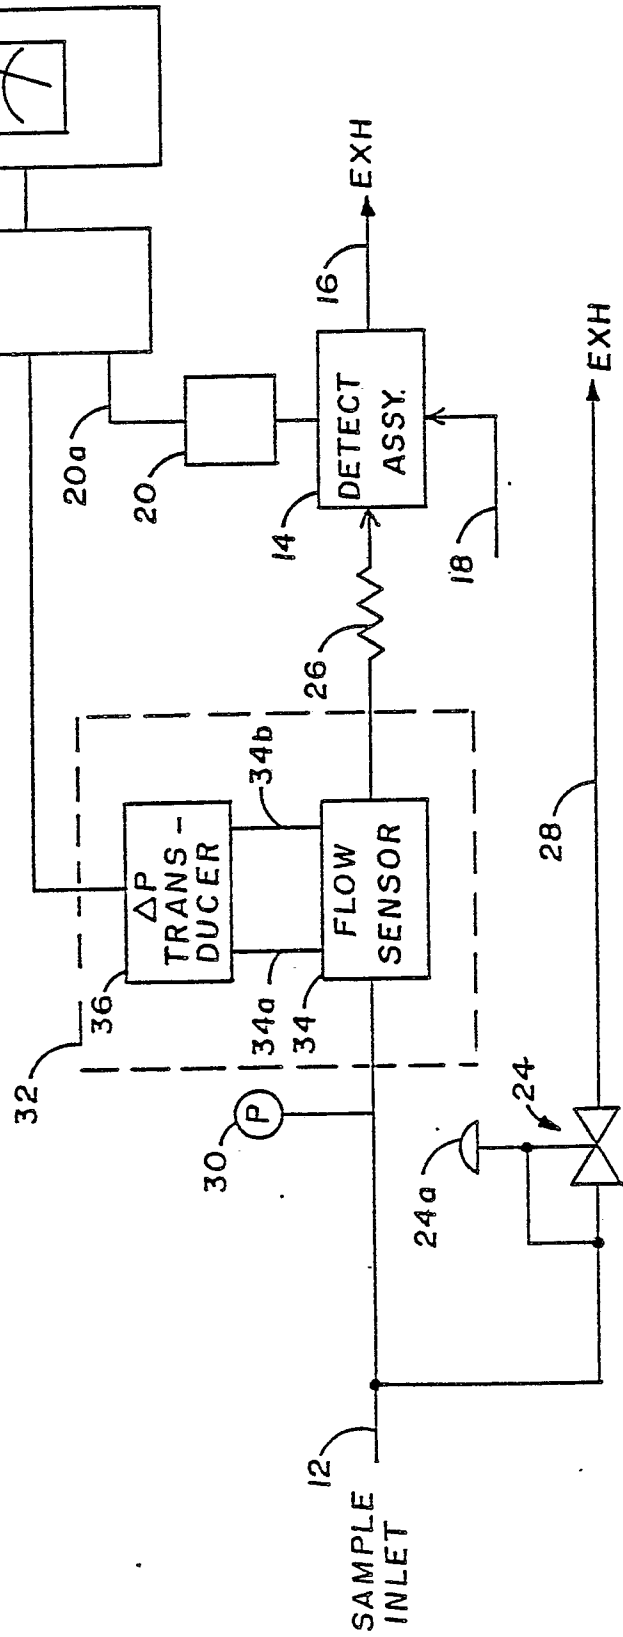 32
36
ΔP
TRANS-
DUCER
34a
34b
34
FLOW
SENSOR
30
P
SAMPLE
INLET
12
26
14
DETECT
ASSY.
16
EXH
18
20
20a
24a
24
28
EXH